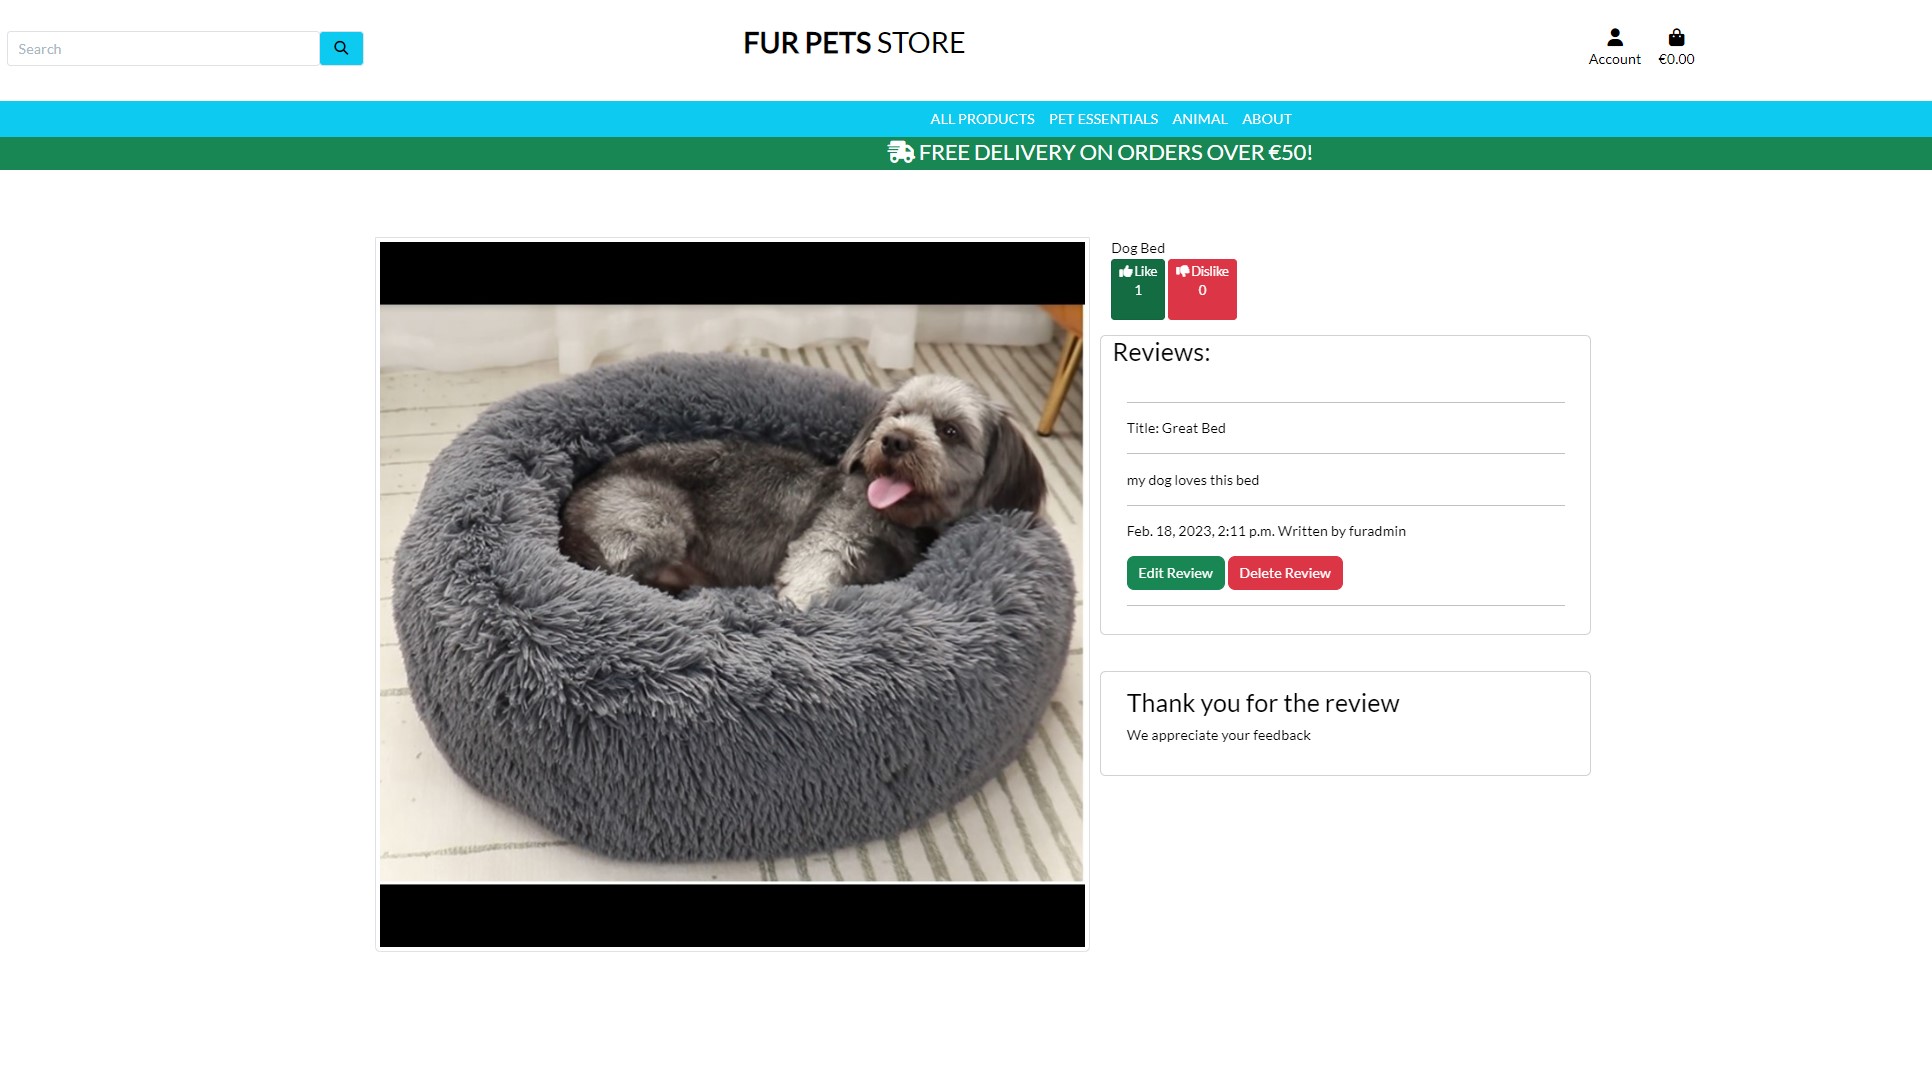 Search
FUR PETS STORE
Account
€0.00
ALL PRODUCTS PET ESSENTIALS ANIMAL ABOUT
FREE DELIVERY ON ORDERS OVER €50!
Dog Bed
Like
1
Dislike
0
Reviews:
Title: Great Bed
my dog loves this bed
Feb. 18, 2023, 2:11 p.m. Written by furadmin
Edit Review Delete Review
Thank you for the review
We appreciate your feedback